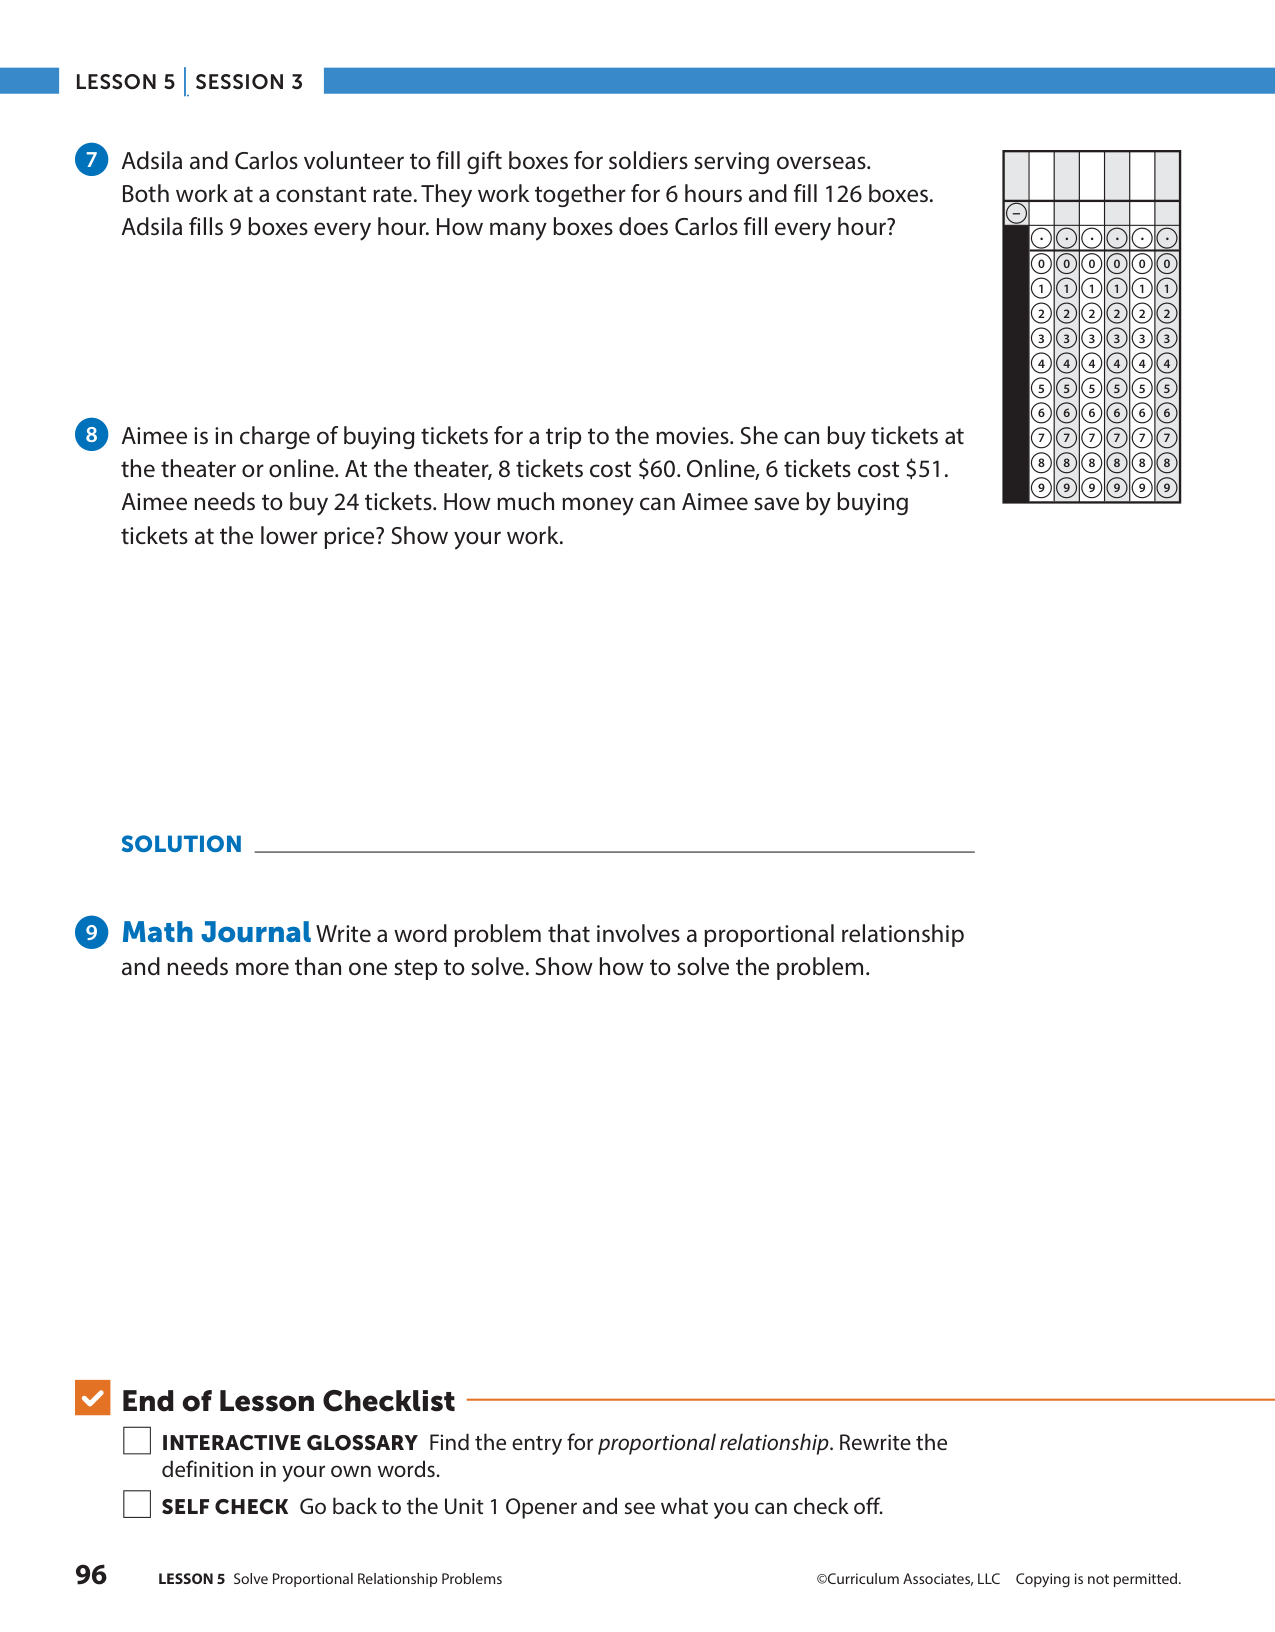 LESSON 5 | SESSION 3
7 Adsila and Carlos volunteer to fill gift boxes for soldiers serving overseas.
Both work at a constant rate. They work together for 6 hours and fill 126 boxes.
Adsila fills 9 boxes every hour. How many boxes does Carlos fill every hour?
−
. . . . . .
0 0 0 0 0 0
1 1 1 1 1 1
2 2 2 2 2 2
3 3 3 3 3 3
4 4 4 4 4 4
5 5 5 5 5 5
6 6 6 6 6 6
7 7 7 7 7 7
8 8 8 8 8 8
9 9 9 9 9 9
8 Aimee is in charge of buying tickets for a trip to the movies. She can buy tickets at
the theater or online. At the theater, 8 tickets cost $60. Online, 6 tickets cost $51.
Aimee needs to buy 24 tickets. How much money can Aimee save by buying
tickets at the lower price? Show your work.
SOLUTION
9 Math Journal Write a word problem that involves a proportional relationship
and needs more than one step to solve. Show how to solve the problem.
End of Lesson Checklist
INTERACTIVE GLOSSARY Find the entry for proportional relationship. Rewrite the
definition in your own words.
SELF CHECK Go back to the Unit 1 Opener and see what you can check off.
96 LESSON 5 Solve Proportional Relationship Problems ©Curriculum Associates, LLC Copying is not permitted.